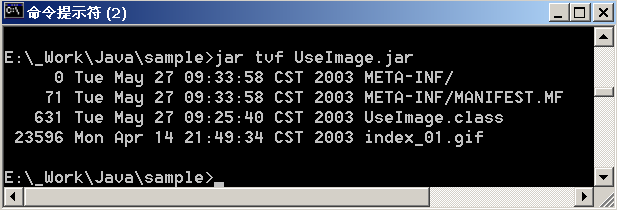 命令提示符 (2)
E:\_Work\Java\sample>jar tvf UseImage.jar
     0 Tue May 27 09:33:58 CST 2003 META-INF/
    71 Tue May 27 09:33:58 CST 2003 META-INF/MANIFEST.MF
   631 Tue May 27 09:25:40 CST 2003 UseImage.class
 23596 Mon Apr 14 21:49:34 CST 2003 index_01.gif
E:\_Work\Java\sample>_